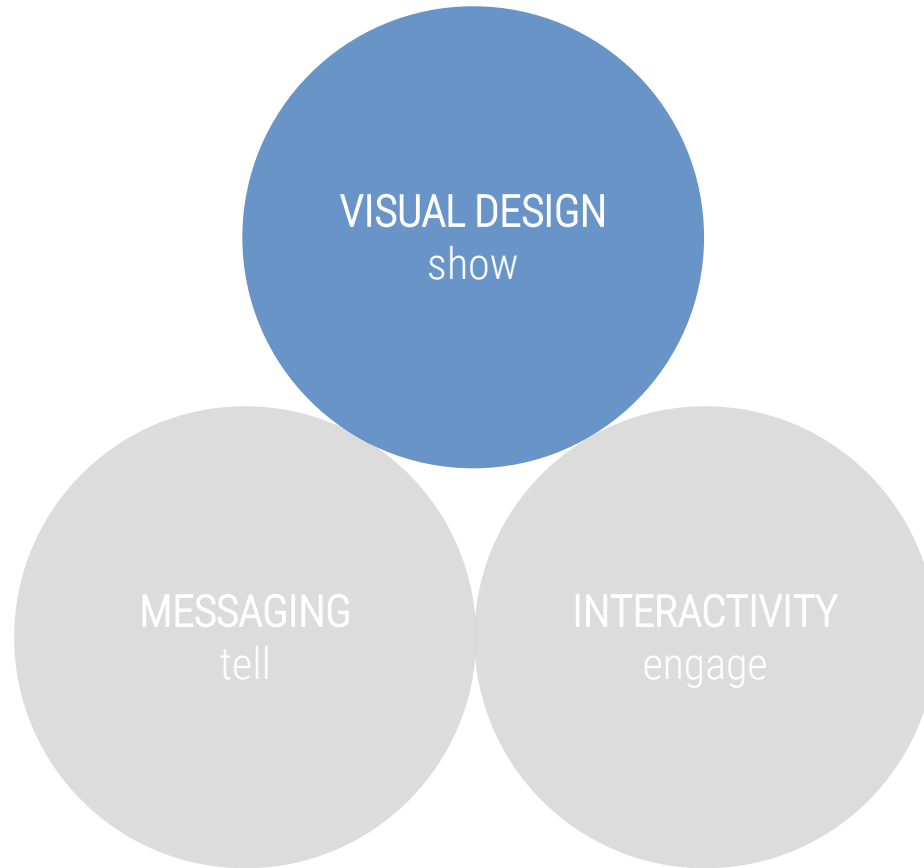 VISUAL DESIGN
show
MESSAGING
tell
INTERACTIVITY
engage